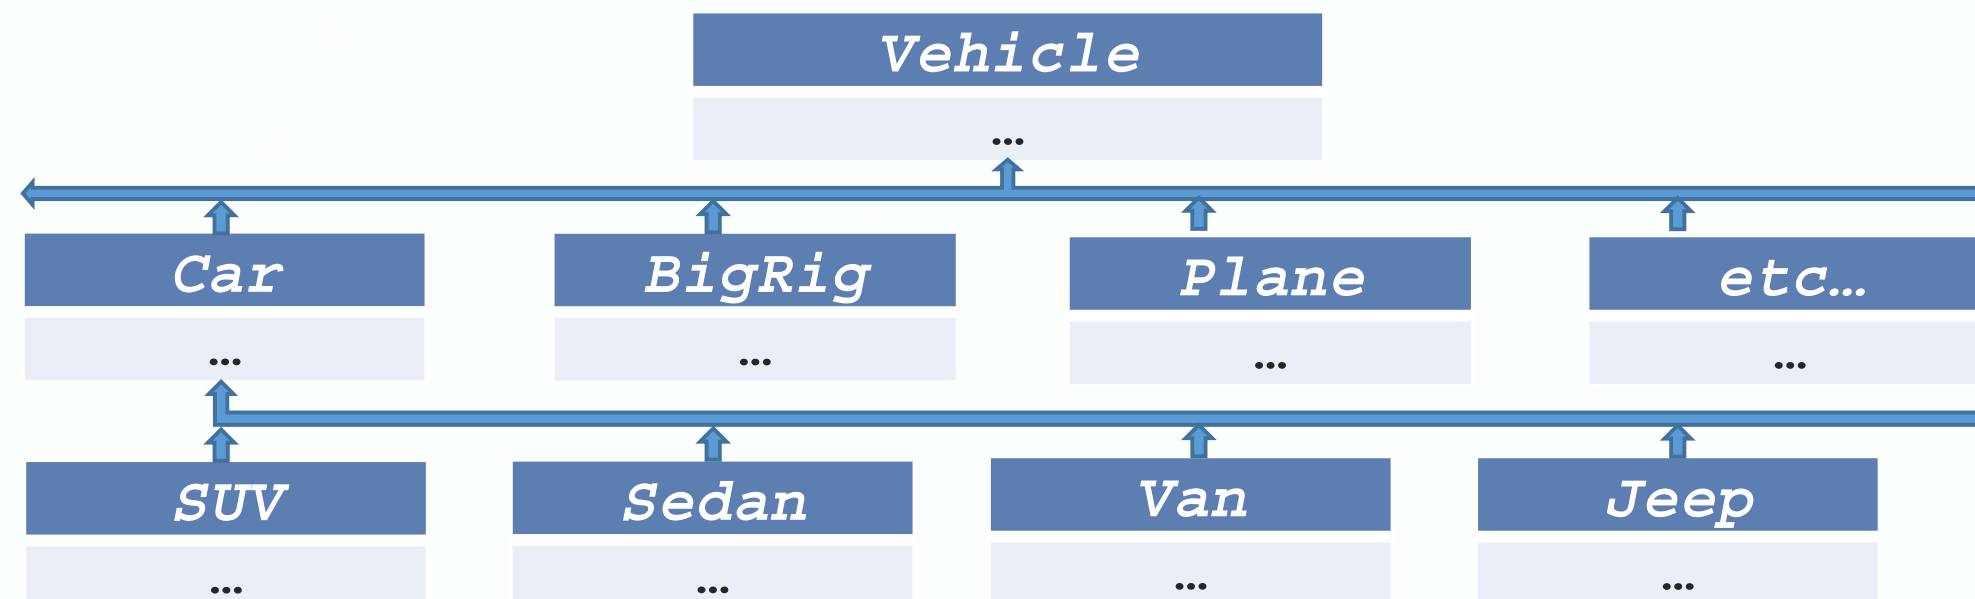 Vehicle
…
Car
BigRig
Plane
etc…
…
…
…
…
SUV
Sedan
Van
Jeep
…
…
…
…